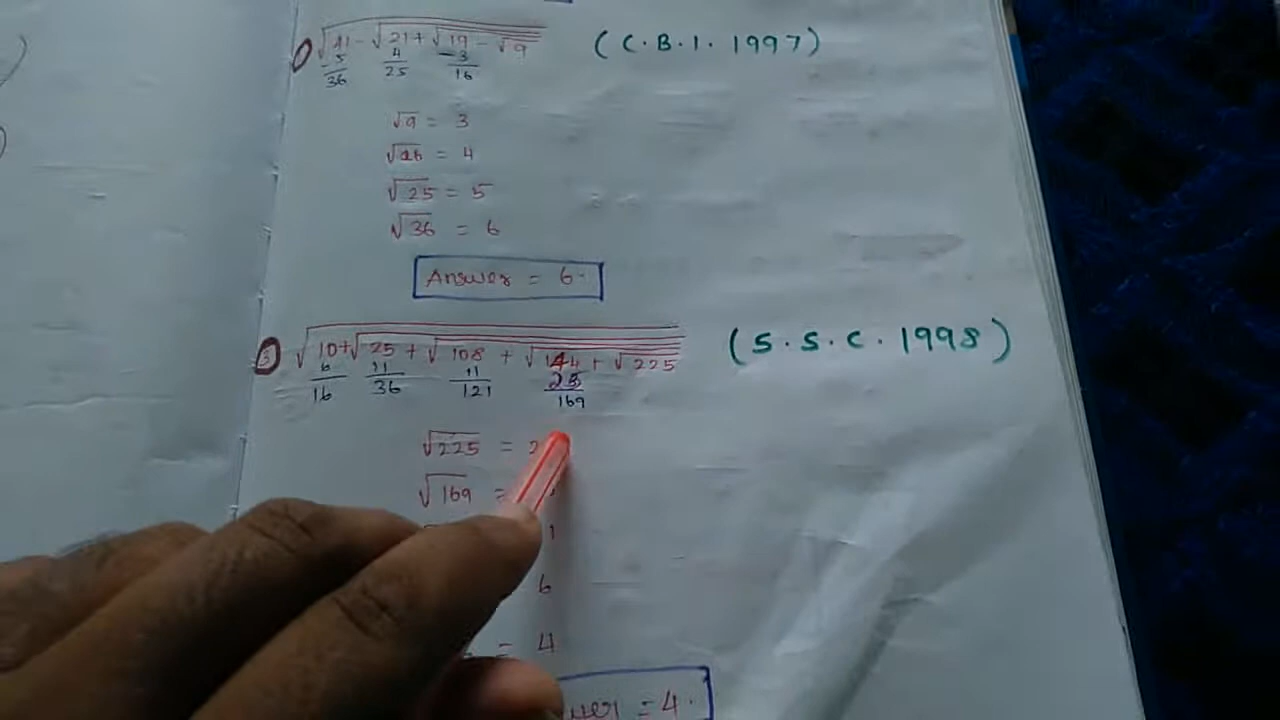 √41 - √21 + √19 - √9 (C.B.I. 1997)
5 4 -3
36 25 16
√9 = 3
√16 = 4
√25 = 5
√36 = 6
Answer = 6.
√10+√25 + √108 + √144 + √225 (S.S.C. 1998)
6 11 11
16 36 121 169
√225 =
√169 =
1
6
= 4
= 4.